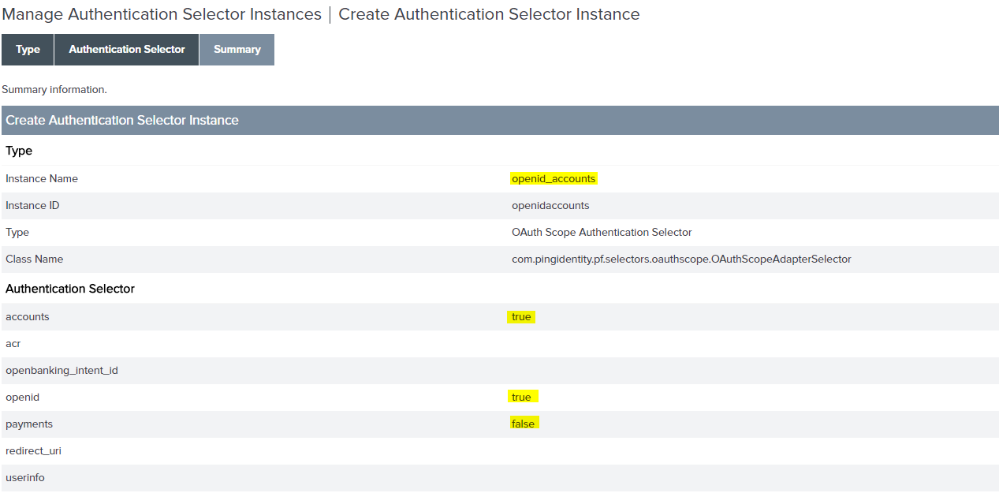 Manage Authentication Selector Instances | Create Authentication Selector Instance
Type Authentication Selector Summary
Summary information.
Create Authentication Selector Instance
Type
Instance Name openid_accounts
Instance ID openidaccounts
Type OAuth Scope Authentication Selector
Class Name com.pingidentity.pf.selectors.oauthscope.OAuthScopeAdapterSelector
Authentication Selector
accounts true
acr
openbanking_intent_id
openid true
payments false
redirect_uri
userinfo